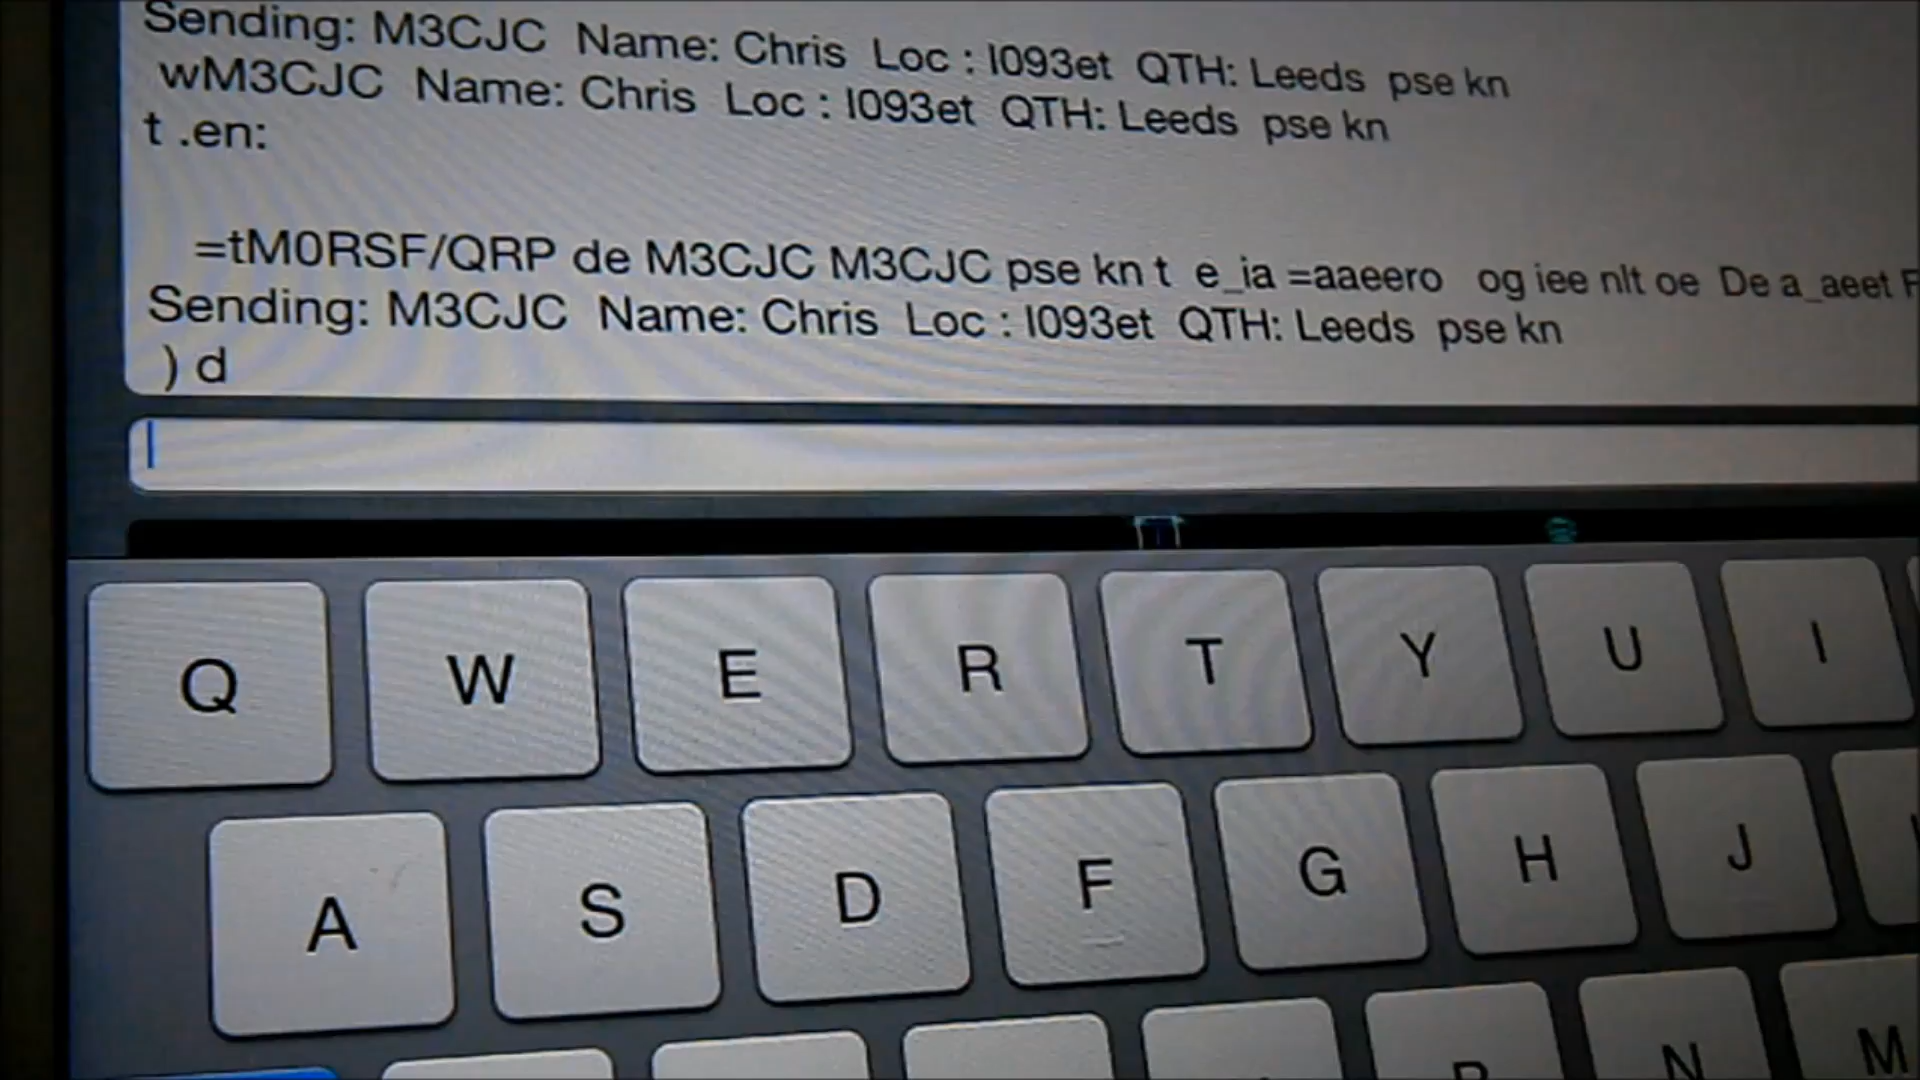 Sending: M3CJC Name: Chris Loc : I093et QTH: Leeds pse kn
wM3CJC Name: Chris Loc : I093et QTH: Leeds pse kn
t .en:
=tM0RSF/QRP de M3CJC M3CJC pse kn t e_ia =aaeero og iee nlt oe De a_aeet F
Sending: M3CJC Name: Chris Loc : I093et QTH: Leeds pse kn
) d
Q W E R T Y U I
A S D F G H J
N M